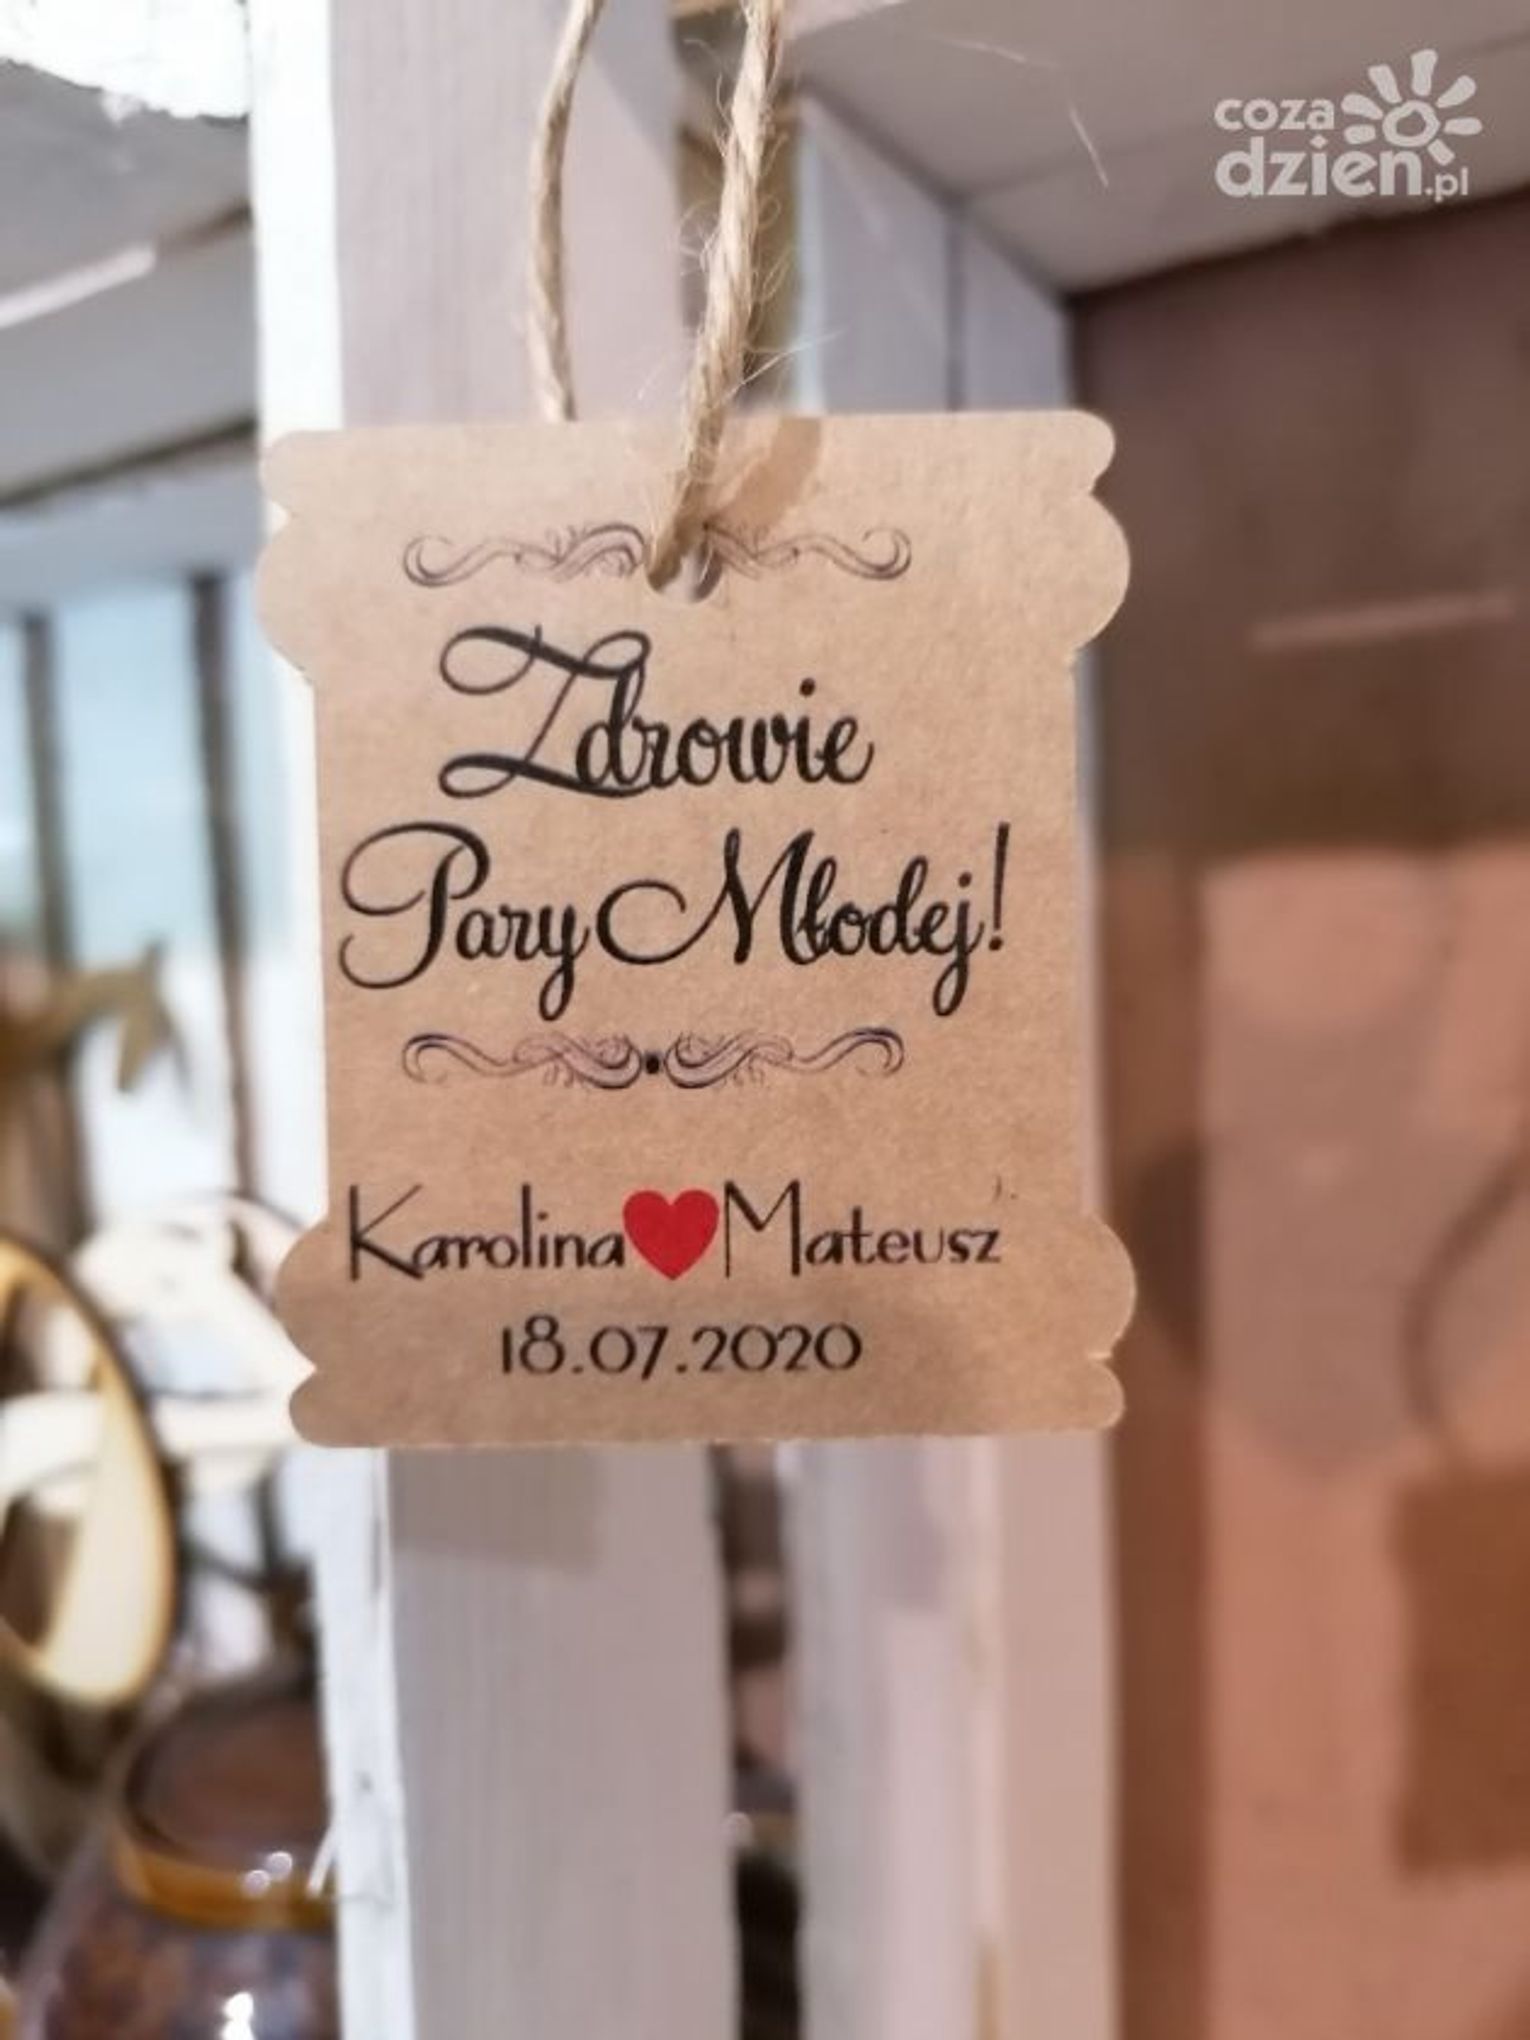 coza
dzien.pl
Zdrowie
Pary Młodej!
Karolina Mateusz
18.07.2020